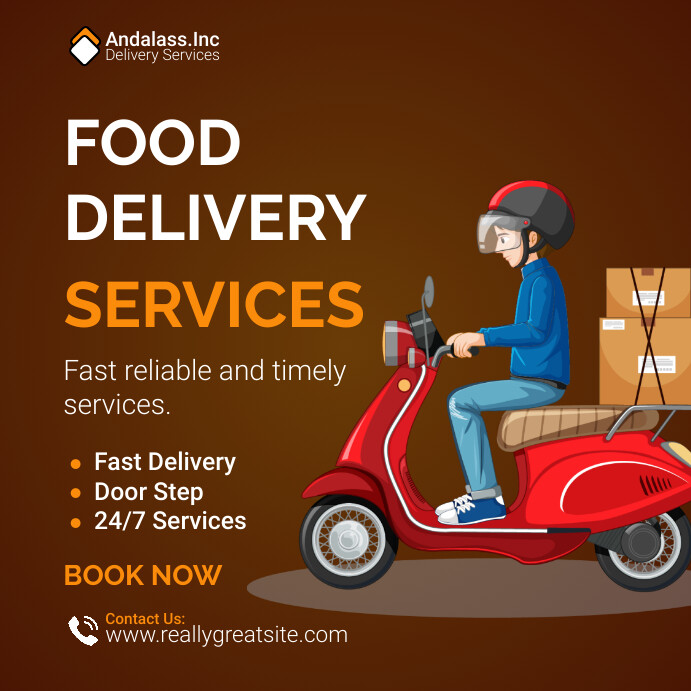 Andalass.Inc
Delivery Services
FOOD
DELIVERY
SERVICES
Fast reliable and timely
services.
Fast Delivery
Door Step
24/7 Services
BOOK NOW
Contact Us:
www.reallygreatsite.com